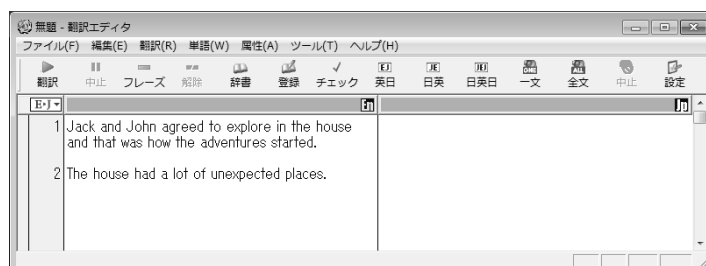 無題 - 翻訳エディタ
ファイル(F) 編集(E) 翻訳(R) 単語(W) 属性(A) ツール(T) ヘルプ(H)
翻訳 中止 フレーズ 解除 辞書 登録 チェック 英日 日英 日英日 一文 全文 中止 設定
E▸J
1 Jack and John agreed to explore in the house
and that was how the adventures started.
2 The house had a lot of unexpected places.